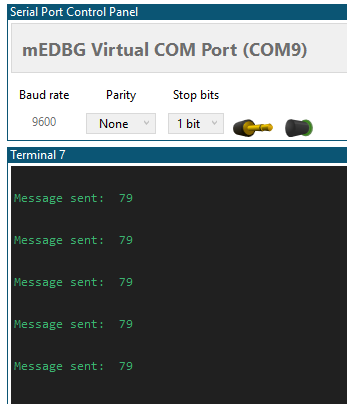 Serial Port Control Panel
mEDBG Virtual COM Port (COM9)
Baud rate Parity Stop bits
9600 None 1 bit
Terminal 7
Message sent: 79
Message sent: 79
Message sent: 79
Message sent: 79
Message sent: 79